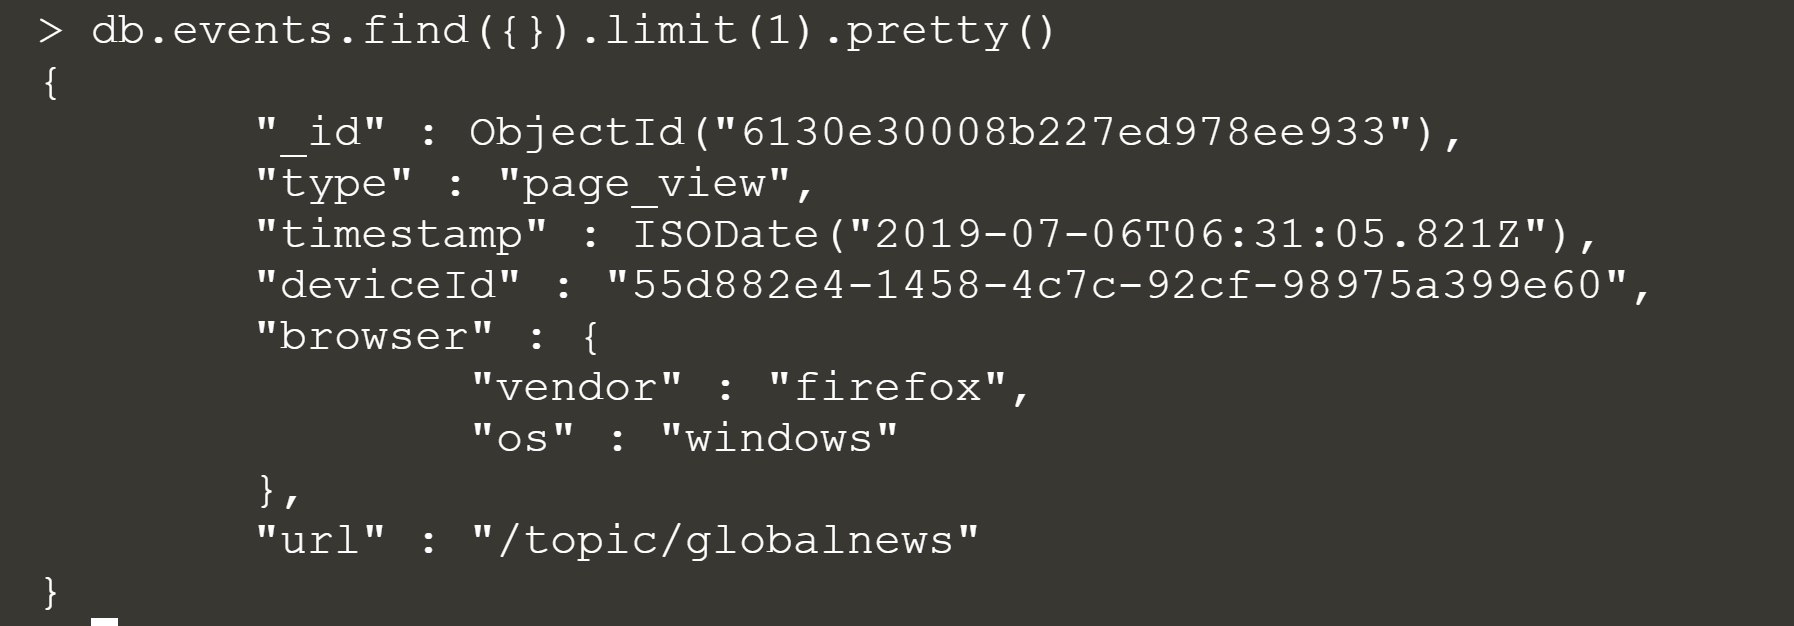 > db.events.find({}).limit(1).pretty()
{
"_id" : ObjectId("6130e30008b227ed978ee933"),
"type" : "page_view",
"timestamp" : ISODate("2019-07-06T06:31:05.821Z"),
"deviceId" : "55d882e4-1458-4c7c-92cf-98975a399e60",
"browser" : {
"vendor" : "firefox",
"os" : "windows"
},
"url" : "/topic/globalnews"
}